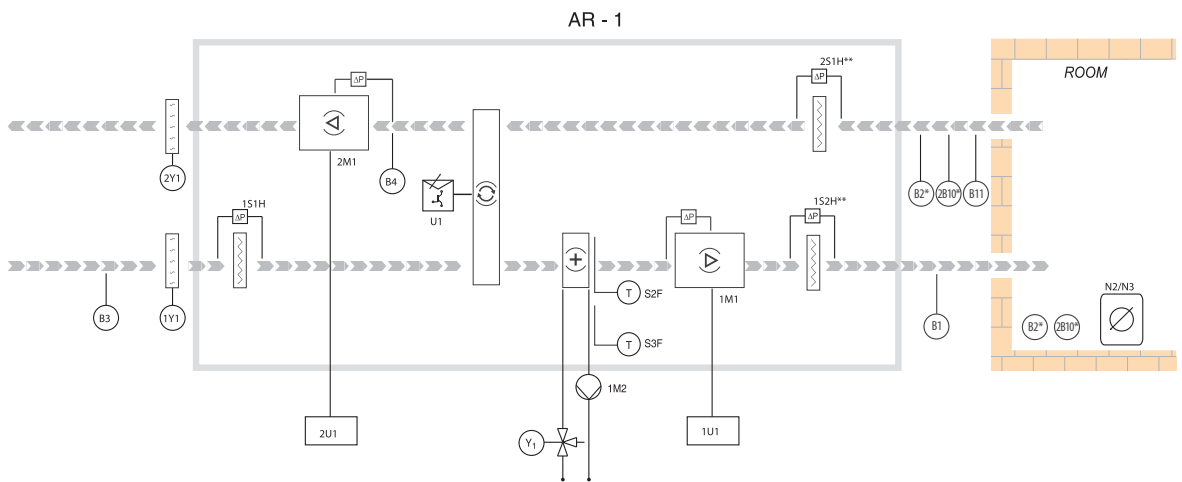 AR - 1
2S1H**
ΔP
ΔP
ROOM
2M1
2Y1
B4
B2*
2B10*
B11
1S1H
U1
1S2H**
ΔP
ΔP
ΔP
+
T
S2F
1M1
N2/N3
B3
1Y1
B1
B2*
2B10*
T
S3F
1M2
2U1
Y1
1U1